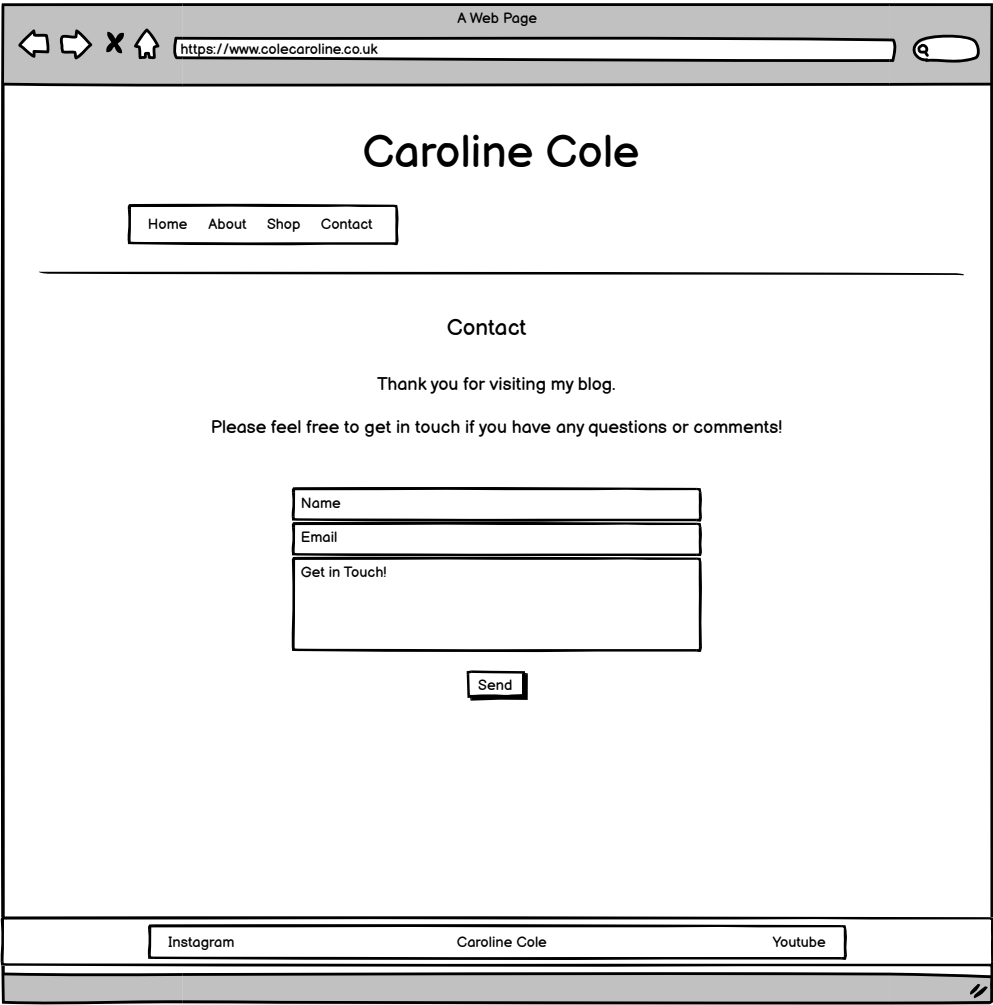 A Web Page
https://www.colecaroline.co.uk
Caroline Cole
Home About Shop Contact
Contact
Thank you for visiting my blog.
Please feel free to get in touch if you have any questions or comments!
Name
Email
Get in Touch!
Send
Instagram Caroline Cole Youtube